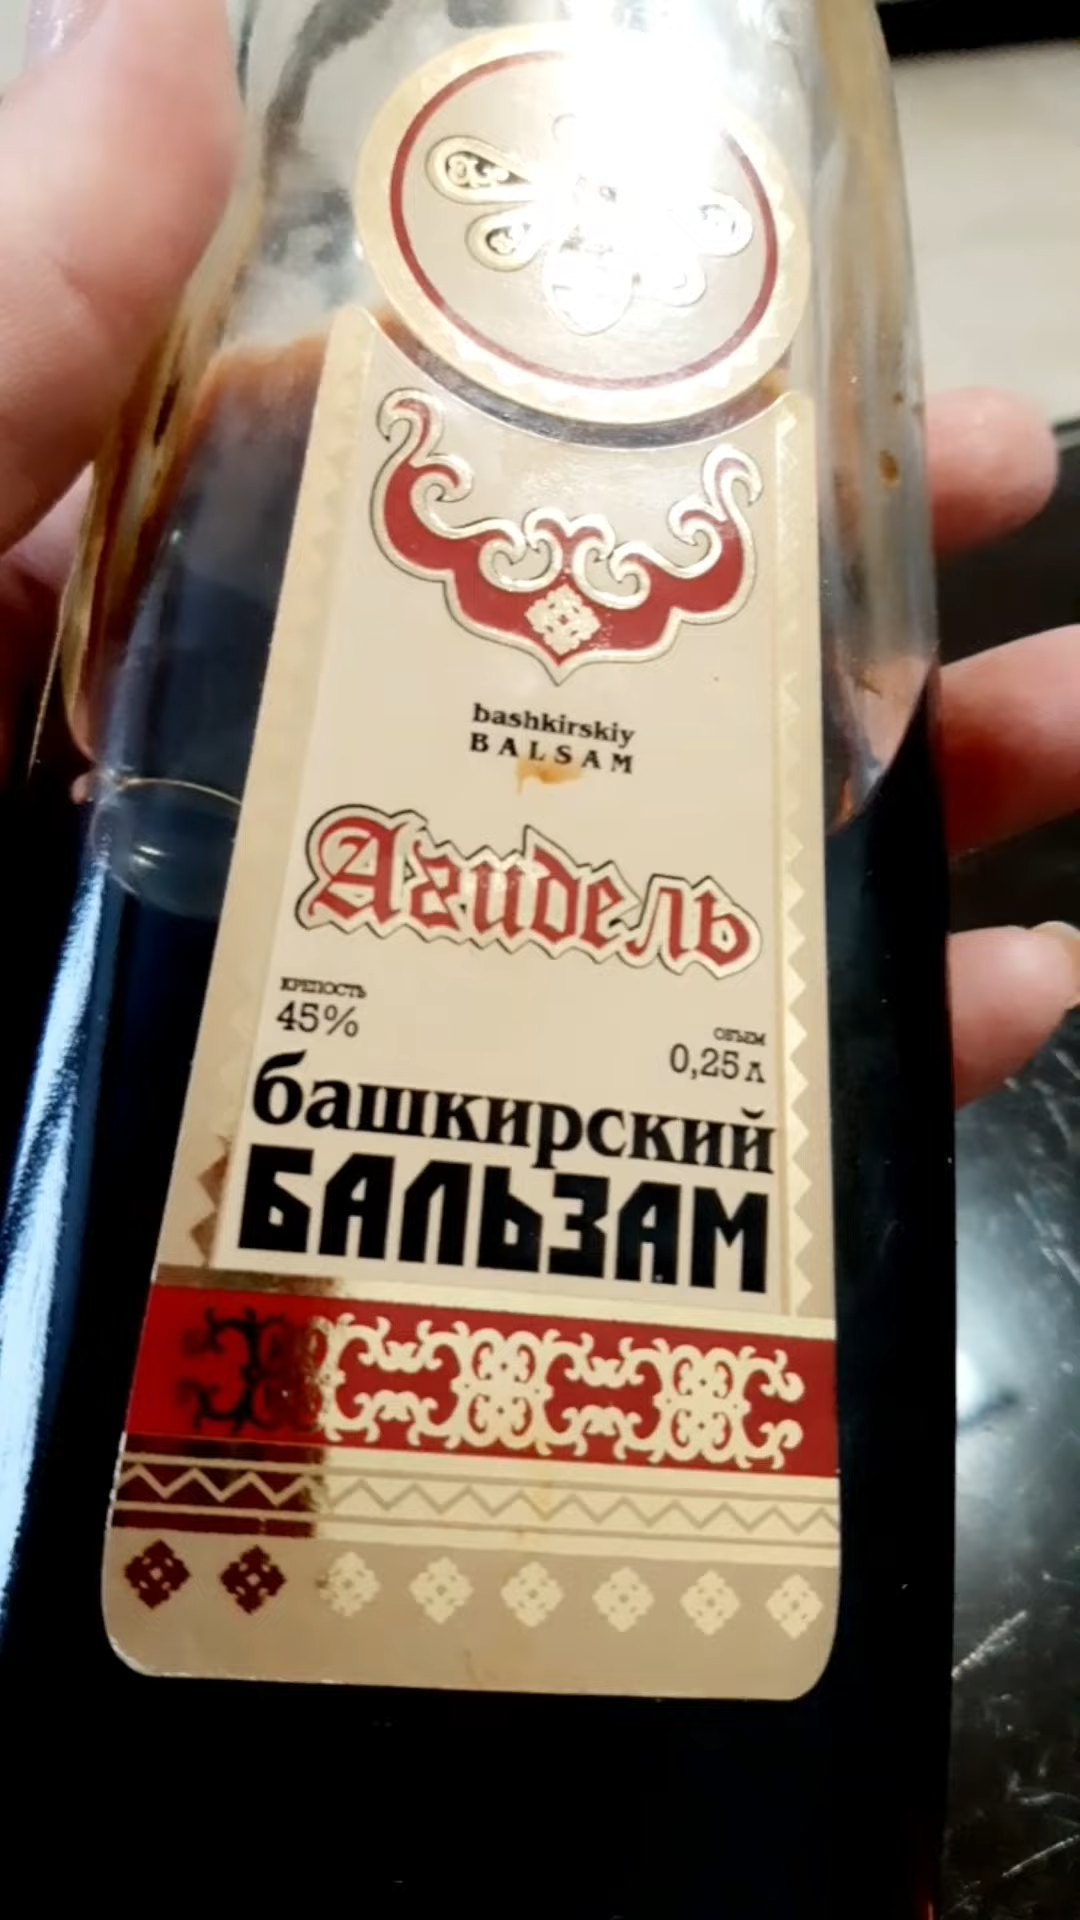 bashkirskiy
BALSAM
Агидель
КРЕПОСТЬ
45%
ОБЪЕМ
0,25 л
башкирский
БАЛЬЗАМ